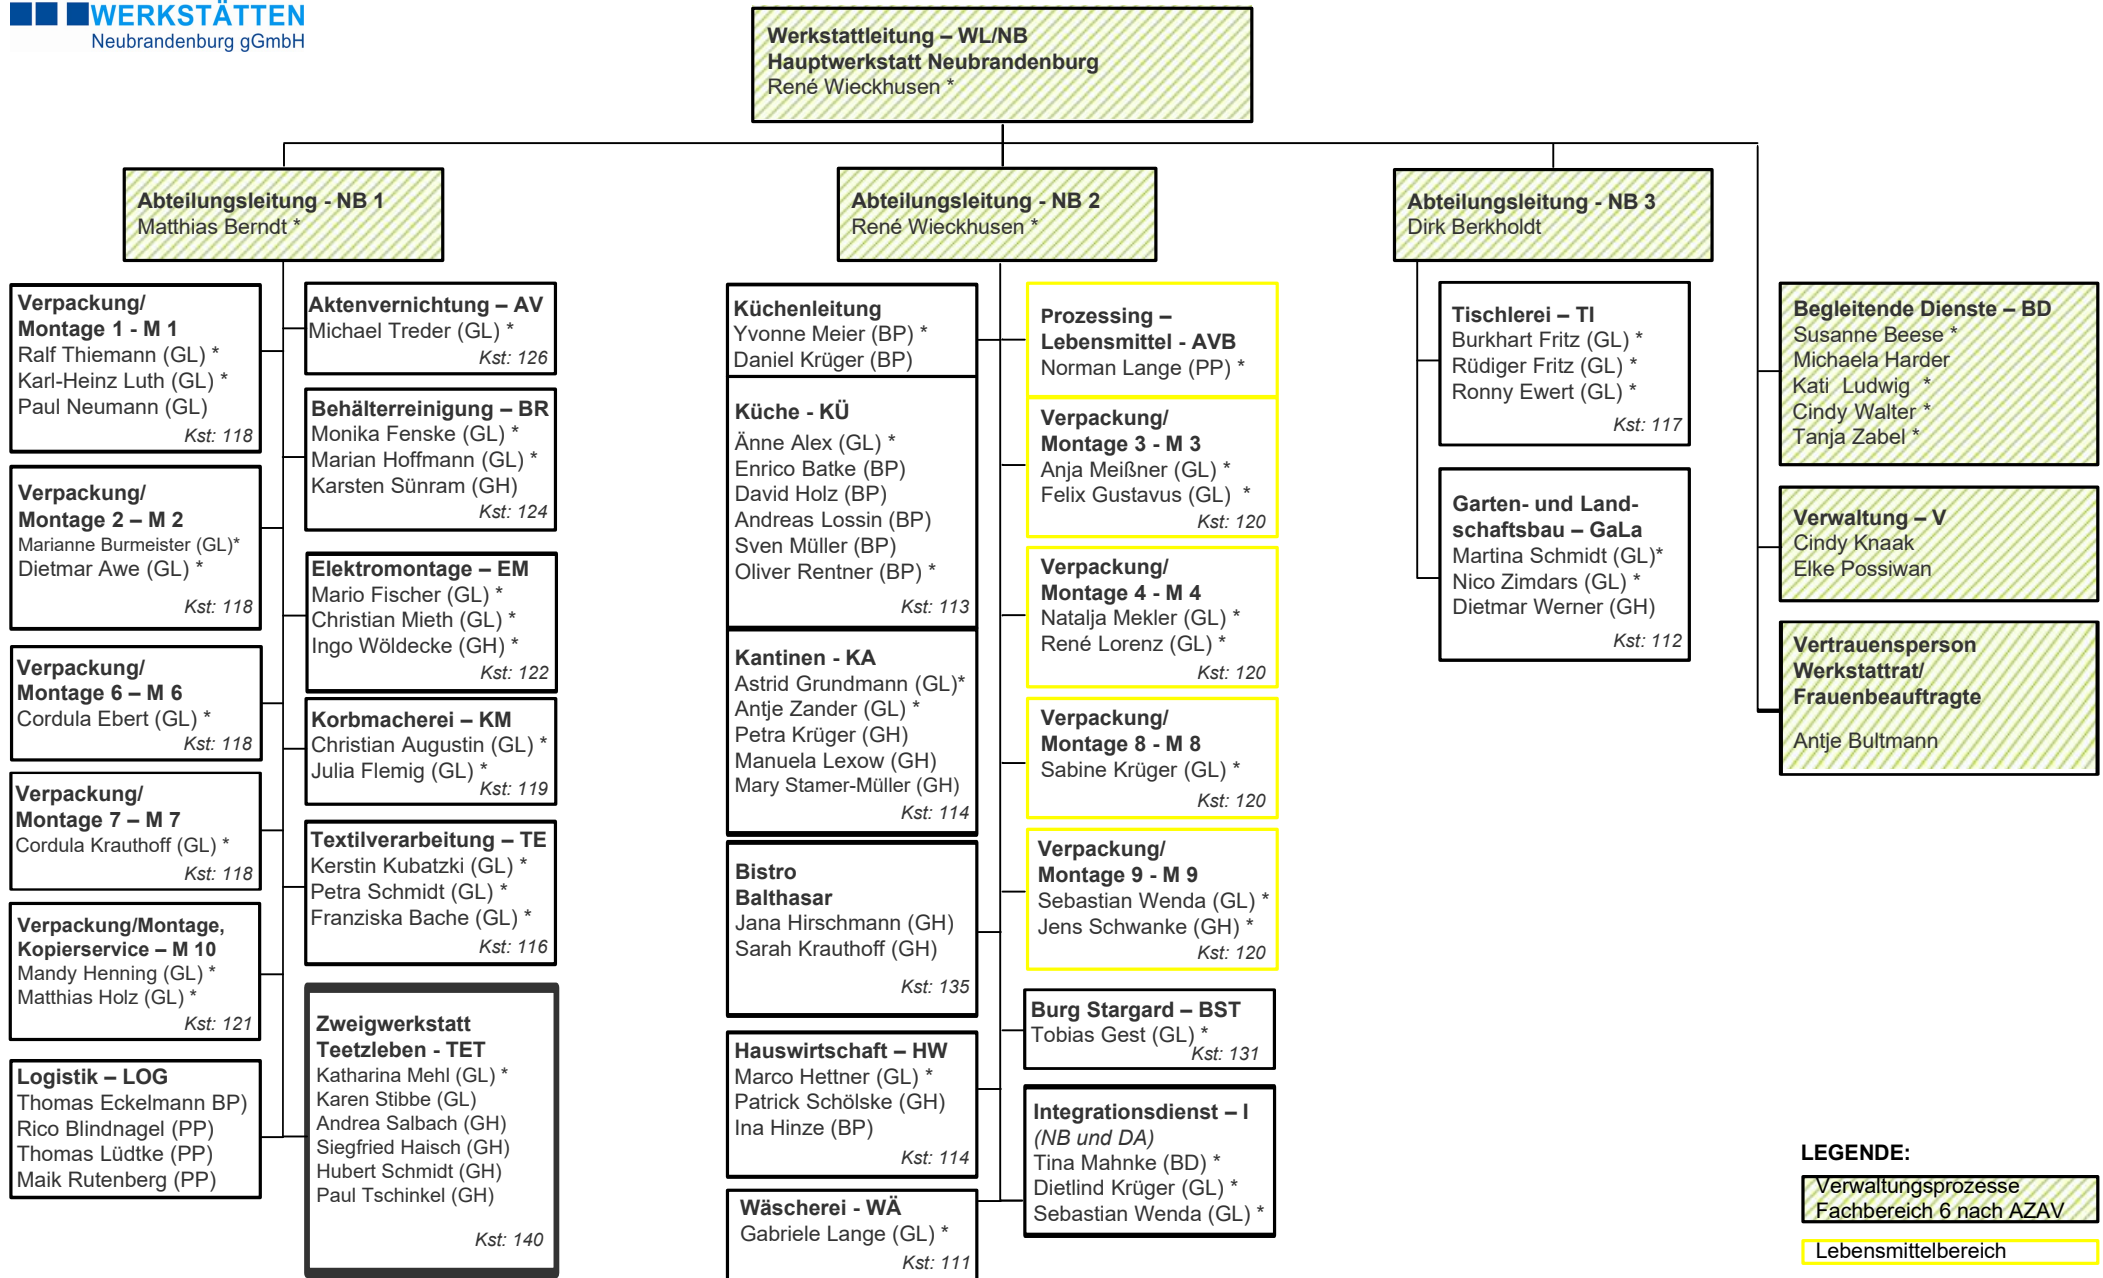 WERKSTÄTTEN
Neubrandenburg gGmbH
Werkstattleitung – WL/NB
Hauptwerkstatt Neubrandenburg
René Wieckhusen *
Abteilungsleitung - NB 1
Matthias Berndt *
Abteilungsleitung - NB 2
René Wieckhusen *
Abteilungsleitung - NB 3
Dirk Berkholdt
Verpackung/
Montage 1 - M 1
Ralf Thiemann (GL) *
Karl-Heinz Luth (GL) *
Paul Neumann (GL)
Kst: 118
Verpackung/
Montage 2 – M 2
Marianne Burmeister (GL)*
Dietmar Awe (GL) *
Kst: 118
Verpackung/
Montage 6 – M 6
Cordula Ebert (GL) *
Kst: 118
Verpackung/
Montage 7 – M 7
Cordula Krauthoff (GL) *
Kst: 118
Verpackung/Montage,
Kopierservice – M 10
Mandy Henning (GL) *
Matthias Holz (GL) *
Kst: 121
Logistik – LOG
Thomas Eckelmann BP)
Rico Blindnagel (PP)
Thomas Lüdtke (PP)
Maik Rutenberg (PP)
Aktenvernichtung – AV
Michael Treder (GL) *
Kst: 126
Behälterreinigung – BR
Monika Fenske (GL) *
Marian Hoffmann (GL) *
Karsten Sünram (GH)
Kst: 124
Elektromontage – EM
Mario Fischer (GL) *
Christian Mieth (GL) *
Ingo Wöldecke (GH) *
Kst: 122
Korbmacherei – KM
Christian Augustin (GL) *
Julia Flemig (GL) *
Kst: 119
Textilverarbeitung – TE
Kerstin Kubatzki (GL) *
Petra Schmidt (GL) *
Franziska Bache (GL) *
Kst: 116
Zweigwerkstatt
Teetzleben - TET
Katharina Mehl (GL) *
Karen Stibbe (GL)
Andrea Salbach (GH)
Siegfried Haisch (GH)
Hubert Schmidt (GH)
Paul Tschinkel (GH)
Kst: 140
Küchenleitung
Yvonne Meier (BP) *
Daniel Krüger (BP)
Küche - KÜ
Änne Alex (GL) *
Enrico Batke (BP)
David Holz (BP)
Andreas Lossin (BP)
Sven Müller (BP)
Oliver Rentner (BP) *
Kst: 113
Kantinen - KA
Astrid Grundmann (GL)*
Antje Zander (GL) *
Petra Krüger (GH)
Manuela Lexow (GH)
Mary Stamer-Müller (GH)
Kst: 114
Bistro
Balthasar
Jana Hirschmann (GH)
Sarah Krauthoff (GH)
Kst: 135
Hauswirtschaft – HW
Marco Hettner (GL) *
Patrick Schölske (GH)
Ina Hinze (BP)
Kst: 114
Wäscherei - WÄ
Gabriele Lange (GL) *
Kst: 111
Prozessing –
Lebensmittel - AVB
Norman Lange (PP) *
Verpackung/
Montage 3 - M 3
Anja Meißner (GL) *
Felix Gustavus (GL) *
Kst: 120
Verpackung/
Montage 4 - M 4
Natalja Mekler (GL) *
René Lorenz (GL) *
Kst: 120
Verpackung/
Montage 8 - M 8
Sabine Krüger (GL) *
Kst: 120
Verpackung/
Montage 9 - M 9
Sebastian Wenda (GL) *
Jens Schwanke (GH) *
Kst: 120
Burg Stargard – BST
Tobias Gest (GL) *
Kst: 131
Integrationsdienst – I
(NB und DA)
Tina Mahnke (BD) *
Dietlind Krüger (GL) *
Sebastian Wenda (GL) *
Tischlerei – TI
Burkhart Fritz (GL) *
Rüdiger Fritz (GL) *
Ronny Ewert (GL) *
Kst: 117
Garten- und Land-
schaftsbau – GaLa
Martina Schmidt (GL)*
Nico Zimdars (GL) *
Dietmar Werner (GH)
Kst: 112
Begleitende Dienste – BD
Susanne Beese *
Michaela Harder
Kati Ludwig *
Cindy Walter *
Tanja Zabel *
Verwaltung – V
Cindy Knaak
Elke Possiwan
Vertrauensperson
Werkstattrat/
Frauenbeauftragte
Antje Bultmann
LEGENDE:
Verwaltungsprozesse
Fachbereich 6 nach AZAV
Lebensmittelbereich